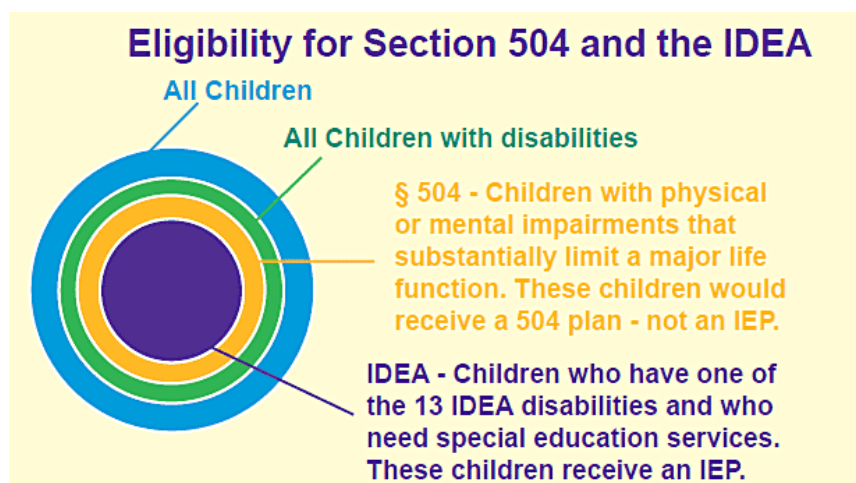 Eligibility for Section 504 and the IDEA
All Children
All Children with disabilities
§ 504 - Children with physical
or mental impairments that
substantially limit a major life
function. These children would
receive a 504 plan - not an IEP.
IDEA - Children who have one of
the 13 IDEA disabilities and who
need special education services.
These children receive an IEP.